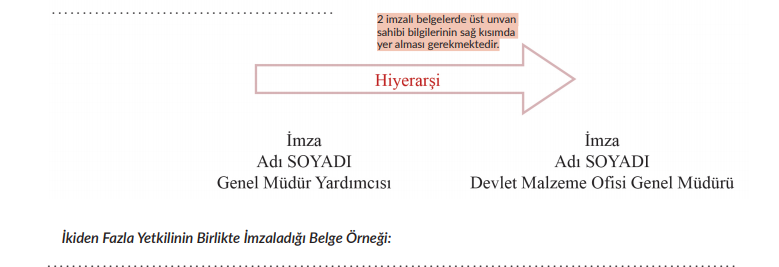 ................................................
2 imzalı belgelerde üst unvan
sahibi bilgilerinin sağ kısımda
yer alması gerekmektedir.
Hiyerarşi
İmza İmza
Adı SOYADI Adı SOYADI
Genel Müdür Yardımcısı Devlet Malzeme Ofisi Genel Müdürü
İkiden Fazla Yetkilinin Birlikte İmzaladığı Belge Örneği:
....................................................................................................................